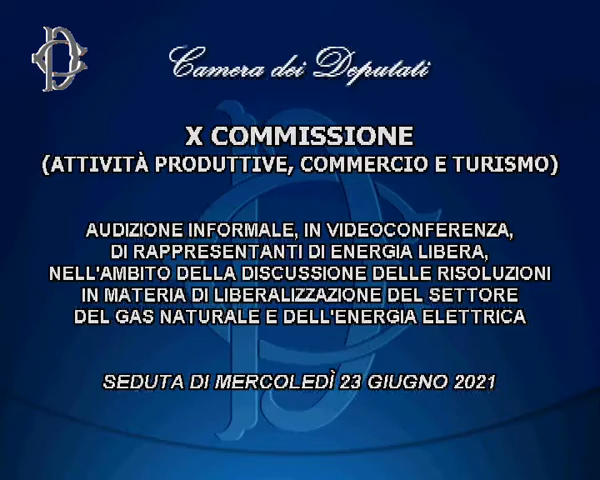 Camera dei Deputati
X COMMISSIONE
(ATTIVITÀ PRODUTTIVE, COMMERCIO E TURISMO)
AUDIZIONE INFORMALE, IN VIDEOCONFERENZA,
DI RAPPRESENTANTI DI ENERGIA LIBERA,
NELL'AMBITO DELLA DISCUSSIONE DELLE RISOLUZIONI
IN MATERIA DI LIBERALIZZAZIONE DEL SETTORE
DEL GAS NATURALE E DELL'ENERGIA ELETTRICA
SEDUTA DI MERCOLEDÌ 23 GIUGNO 2021